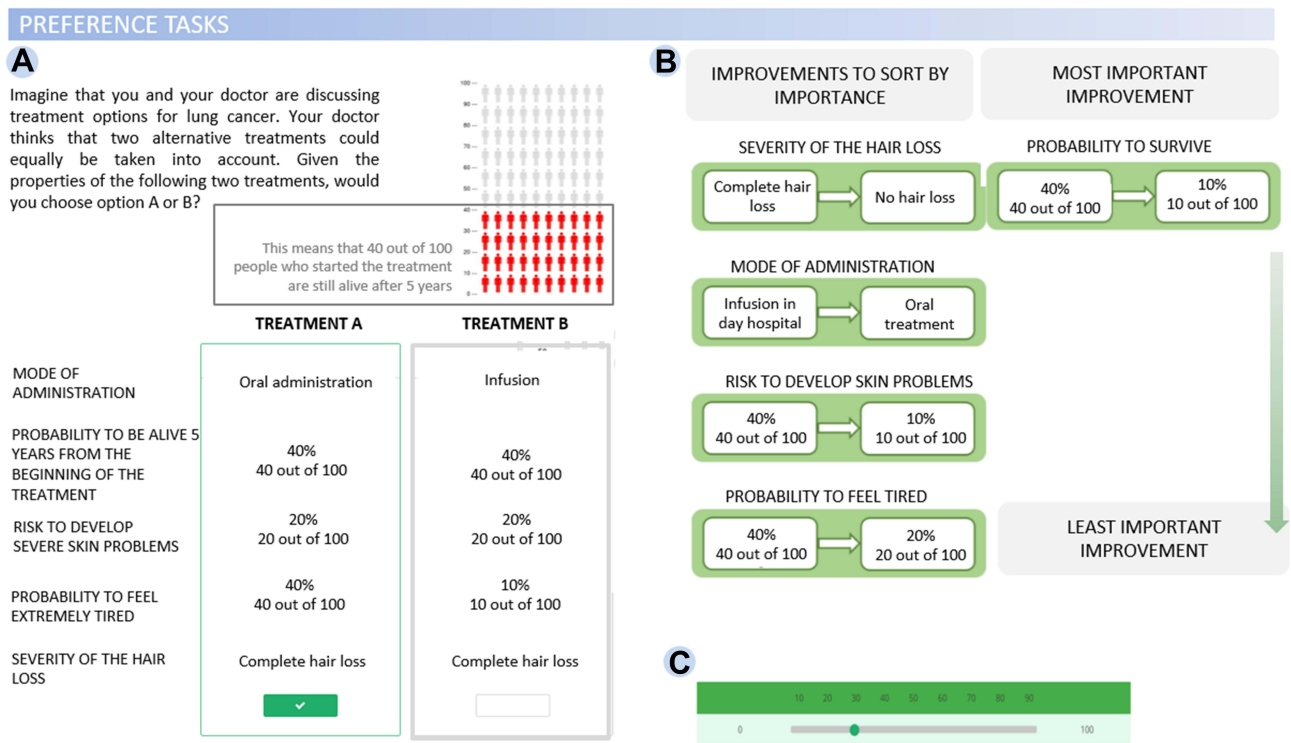 PREFERENCE TASKS
A
Imagine that you and your doctor are discussing
treatment options for lung cancer. Your doctor
thinks that two alternative treatments could
equally be taken into account. Given the
properties of the following two treatments, would
you choose option A or B?
100
90
80
70
60
50
40
30
20
10
0
This means that 40 out of 100
people who started the treatment
are still alive after 5 years
TREATMENT A
TREATMENT B
MODE OF
ADMINISTRATION
Oral administration
Infusion
PROBABILITY TO BE ALIVE 5
YEARS FROM THE
BEGINNING OF THE
TREATMENT
40%
40 out of 100
40%
40 out of 100
RISK TO DEVELOP
SEVERE SKIN PROBLEMS
20%
20 out of 100
20%
20 out of 100
PROBABILITY TO FEEL
EXTREMELY TIRED
40%
40 out of 100
10%
10 out of 100
SEVERITY OF THE HAIR
LOSS
Complete hair loss
Complete hair loss
B
IMPROVEMENTS TO SORT BY
IMPORTANCE
MOST IMPORTANT
IMPROVEMENT
SEVERITY OF THE HAIR LOSS
Complete hair
loss
No hair loss
PROBABILITY TO SURVIVE
40%
40 out of 100
10%
10 out of 100
MODE OF ADMINISTRATION
Infusion in
day hospital
Oral
treatment
RISK TO DEVELOP SKIN PROBLEMS
40%
40 out of 100
10%
10 out of 100
PROBABILITY TO FEEL TIRED
40%
40 out of 100
20%
20 out of 100
LEAST IMPORTANT
IMPROVEMENT
C
10 20 30 40 50 60 70 80 90
0 100